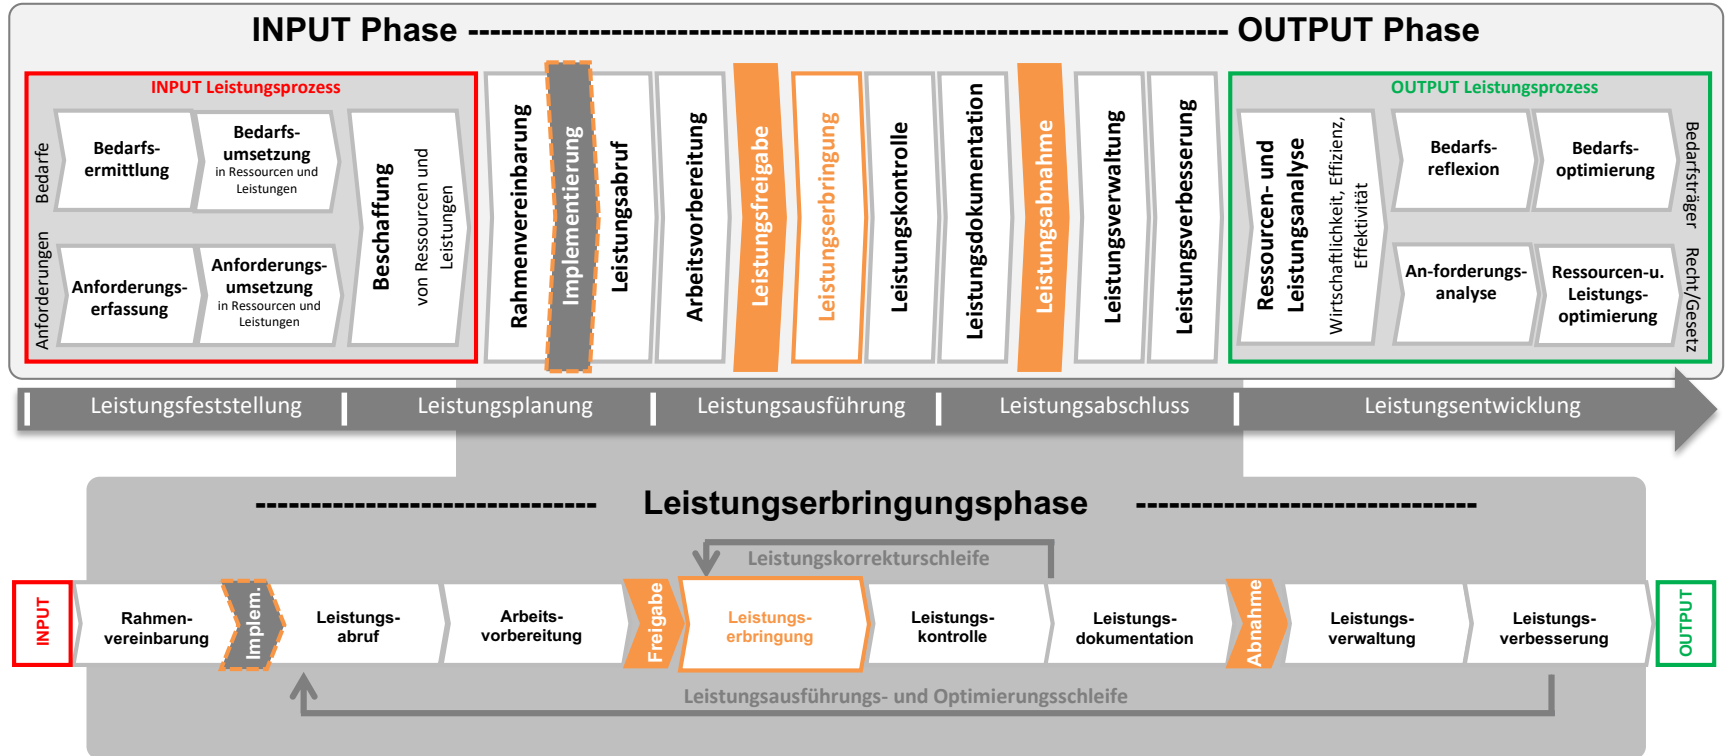 INPUT Phase ------------------------------------------------------------------ OUTPUT Phase
INPUT Leistungsprozess
Bedarfe
Bedarfs-
ermittlung
Bedarfs-
umsetzung
in Ressourcen und
Leistungen
Anforderungen
Anforderungs-
erfassung
Anforderungs-
umsetzung
in Ressourcen und
Leistungen
Beschaffung
von Ressourcen und
Leistungen
Rahmenvereinbarung
Implementierung
Leistungsabruf
Arbeitsvorbereitung
Leistungsfreigabe
Leistungserbringung
Leistungskontrolle
Leistungsdokumentation
Leistungsabnahme
Leistungsverwaltung
Leistungsverbesserung
OUTPUT Leistungsprozess
Ressourcen- und
Leistungsanalyse
Wirtschaftlichkeit, Effizienz,
Effektivität
Bedarfs-
reflexion
Bedarfs-
optimierung
Bedarfsträger
An-forderungs-
analyse
Ressourcen-u.
Leistungs-
optimierung
Recht/Gesetz
Leistungsfeststellung
Leistungsplanung
Leistungsausführung
Leistungsabschluss
Leistungsentwicklung
------------------------------ Leistungserbringungsphase ------------------------------
Leistungskorrekturschleife
INPUT
Rahmen-
vereinbarung
Implem.
Leistungs-
abruf
Arbeits-
vorbereitung
Freigabe
Leistungs-
erbringung
Leistungs-
kontrolle
Leistungs-
dokumentation
Abnahme
Leistungs-
verwaltung
Leistungs-
verbesserung
OUTPUT
Leistungsausführungs- und Optimierungsschleife